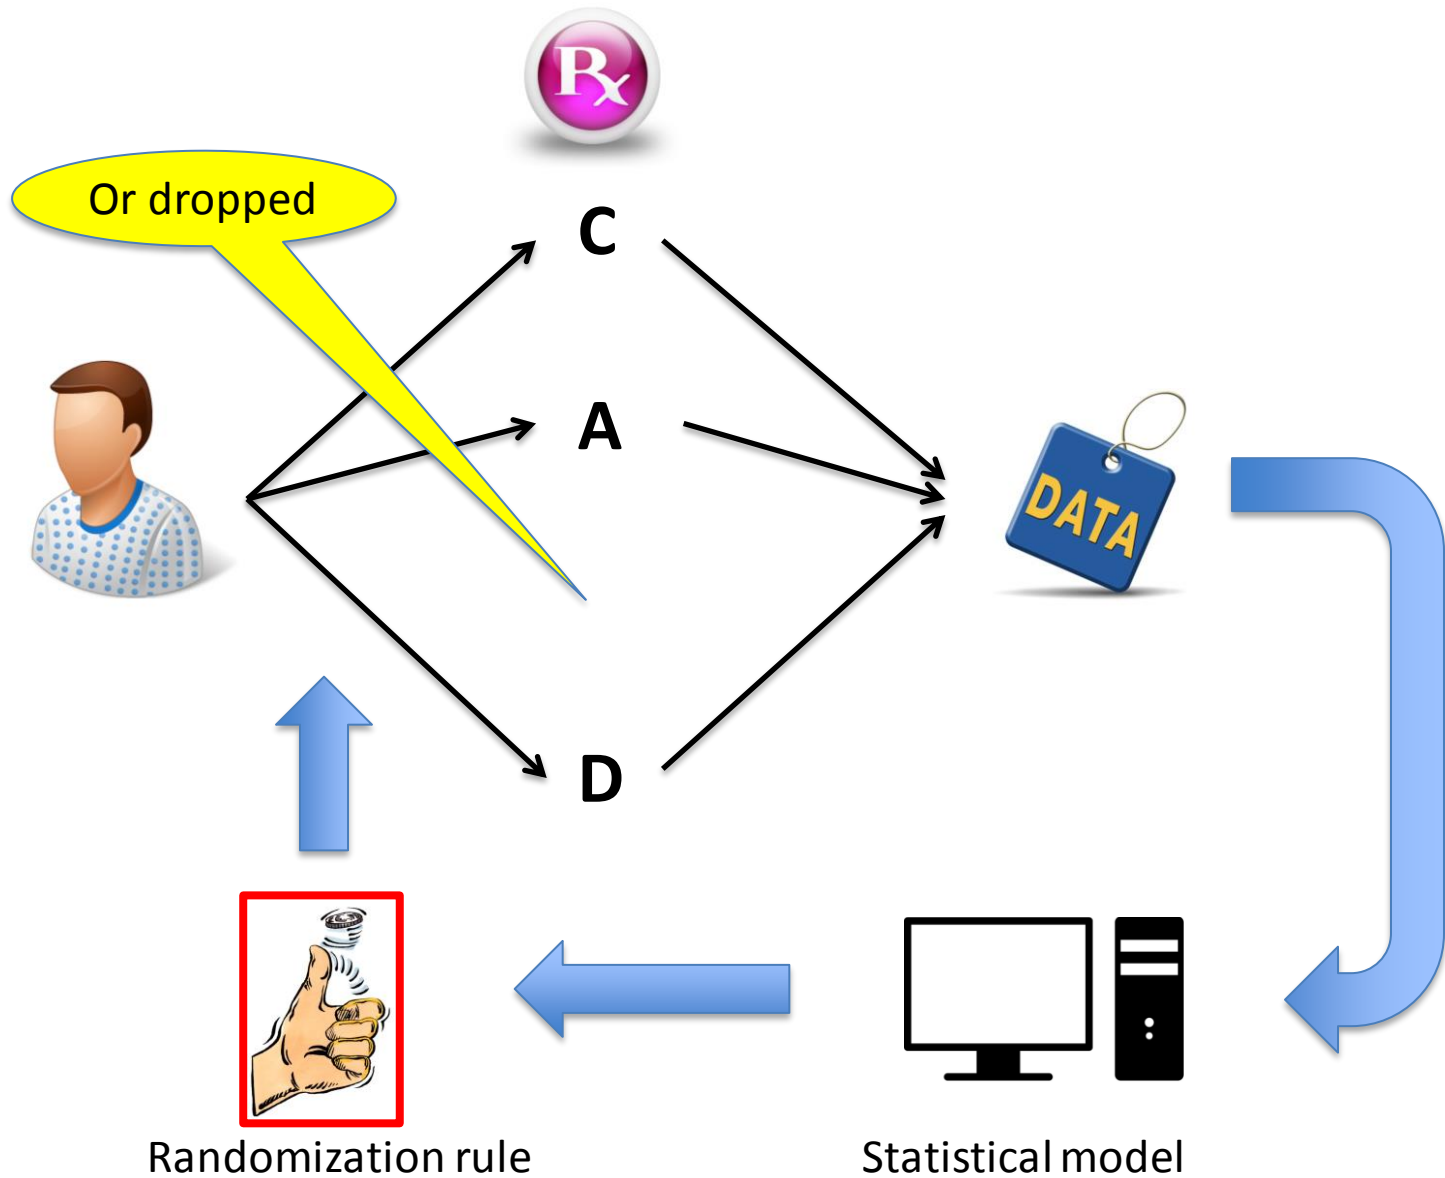 Rx
Or dropped
C
A
DATA
D
Randomization rule
Statistical model